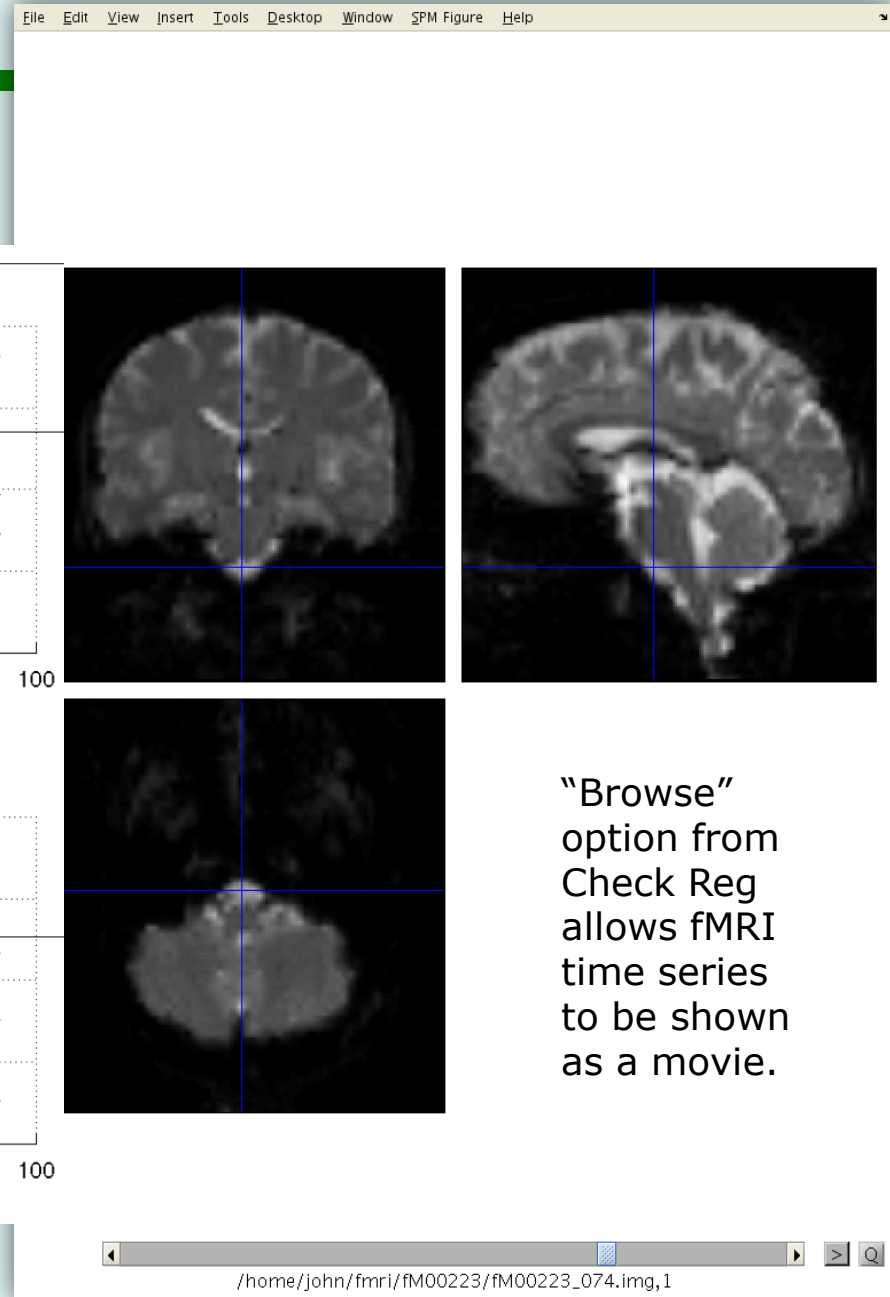 File Edit View Insert Tools Desktop Window SPM Figure Help
100
“Browse”
option from
Check Reg
allows fMRI
time series
to be shown
as a movie.
100
> Q
/home/john/fmri/fM00223/fM00223_074.img,1